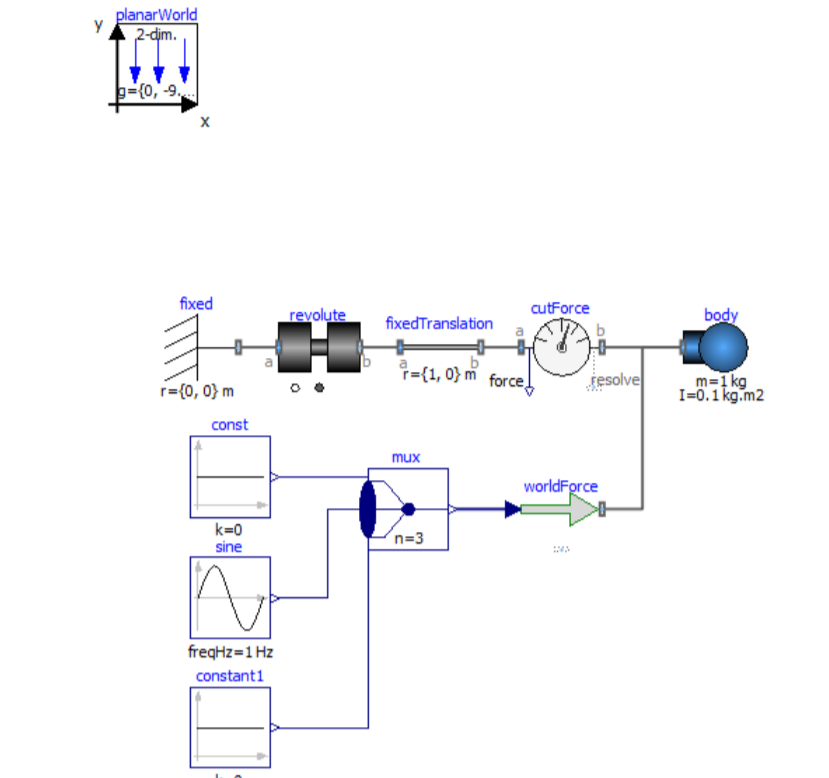 planarWorld
y
2-dim.
g={0, -9....
x
fixed
revolute
fixedTranslation
cutForce
body
a
b
a
b
a
b
r={0, 0} m
r={1, 0} m
force
resolve
m=1 kg
I=0.1 kg.m2
const
k=0
mux
n=3
worldForce
sine
freqHz=1 Hz
constant1